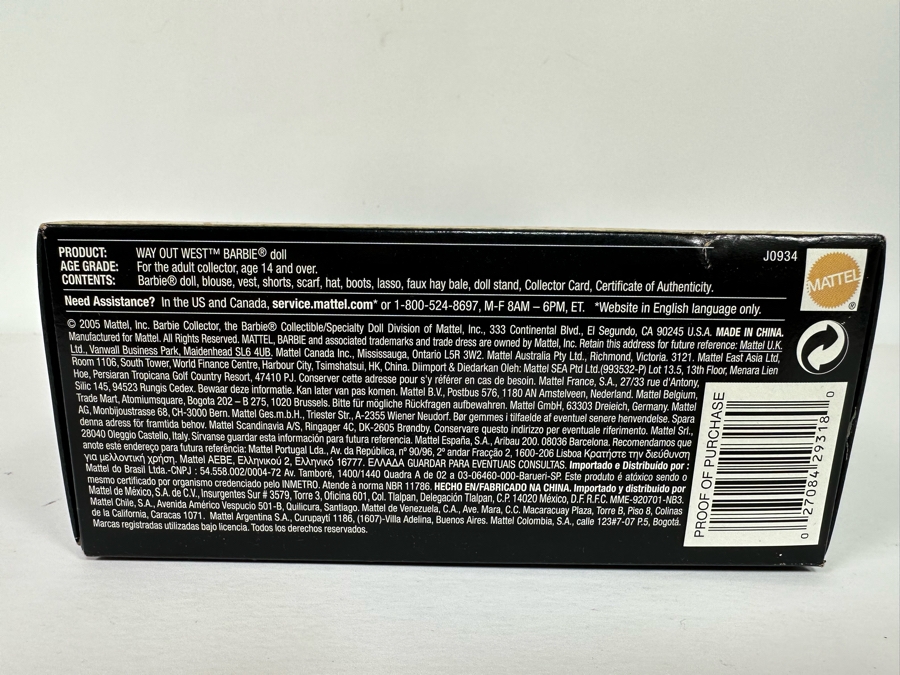 PRODUCT: WAY OUT WEST™ BARBIE® doll J0934
AGE GRADE: For the adult collector, age 14 and over.
CONTENTS: Barbie® doll, blouse, vest, shorts, scarf, hat, boots, lasso, faux hay bale, doll stand, Collector Card, Certificate of Authenticity.
MATTEL®
Need Assistance? In the US and Canada, service.mattel.com* or 1-800-524-8697, M-F 8AM – 6PM, ET. *Website in English language only.
© 2005 Mattel, Inc. Barbie Collector, the Barbie® Collectible/Specialty Doll Division of Mattel, Inc., 333 Continental Blvd., El Segundo, CA 90245 U.S.A. MADE IN CHINA.
Manufactured for Mattel. All Rights Reserved. MATTEL, BARBIE and associated trademarks and trade dress are owned by Mattel, Inc. Retain this address for future reference: Mattel U.K.
Ltd., Vanwall Business Park, Maidenhead SL6 4UB. Mattel Canada Inc., Mississauga, Ontario L5R 3W2. Mattel Australia Pty Ltd., Richmond, Victoria. 3121. Mattel East Asia Ltd,
Room 1106, South Tower, World Finance Centre, Harbour City, Tsimshatsui, HK, China. Diimport & Diedarkan Oleh: Mattel SEA Ptd Ltd.(993532-P) Lot 13.5, 13th Floor, Menara Lien
Hoe, Persiaran Tropicana Golf Country Resort, 47410 PJ. Conserver cette adresse pour s'y référer en cas de besoin. Mattel France, S.A., 27/33 rue d'Antony,
Silic 145, 94523 Rungis Cedex. Bewaar deze informatie. Kan later van pas komen. Mattel B.V., Postbus 576, 1180 AN Amstelveen, Nederland. Mattel Belgium,
Trade Mart, Atomiumsquare, Bogota 202 – B 275, 1020 Brussels. Bitte für mögliche Rückfragen aufbewahren. Mattel GmbH, 63303 Dreieich, Germany. Mattel
AG, Monbijoustrasse 68, CH-3000 Bern. Mattel Ges.m.b.H., Triester Str., A-2355 Wiener Neudorf. Bør gemmes i tilfælde af eventuel senere henvendelse. Spara
denna adress för framtida behov. Mattel Scandinavia A/S, Ringager 4C, DK-2605 Brøndby. Conservare questo indirizzo per eventuale riferimento. Mattel Srl.,
28040 Oleggio Castello, Italy. Sirvanse guardar esta información para futura referencia. Mattel España, S.A., Aribau 200. 08036 Barcelona. Recomendamos que
anote este endereço para futura referência: Mattel Portugal Lda., Av. da República, nº 90/96, 2º andar Fracção 2, 1600-206 Lisboa Κρατήστε την διεύθυνση
για μελλοντική χρήση. Mattel AEBE, Ελληνικού 2, Ελληνικό 16777. ΕΛΛΑΔΑ GUARDAR PARA EVENTUAIS CONSULTAS. Importado e Distribuido por :
Mattel do Brasil Ltda.-CNPJ : 54.558.002/0004-72 Av. Tamboré, 1400/1440 Quadra A de 02 a 03-06460-000-Barueri-SP. Este produto é atóxico sendo o
mesmo certificado por organismo credenciado pelo INMETRO. Atende à norma NBR 11786. HECHO EN/FABRICADO NA CHINA. Importado y distribuido por
Mattel de México, S.A. de C.V., Insurgentes Sur # 3579, Torre 3, Oficina 601, Col. Tlalpan, Delegación Tlalpan, C.P. 14020 México, D.F. R.F.C. MME-920701-NB3.
Mattel Chile, S.A., Avenida Américo Vespucio 501-B, Quilicura, Santiago. Mattel de Venezuela, C.A., Ave. Mara, C.C. Macaracuay Plaza, Torre B, Piso 8, Colinas
de la California, Caracas 1071. Mattel Argentina S.A., Curupaytí 1186, (1607)-Villa Adelina, Buenos Aires. Mattel Colombia, S.A., calle 123#7-07 P.5, Bogotá.
Marcas registradas utilizadas bajo licencia. Todos los derechos reservados.
PROOF OF PURCHASE
0 27084 29318 0